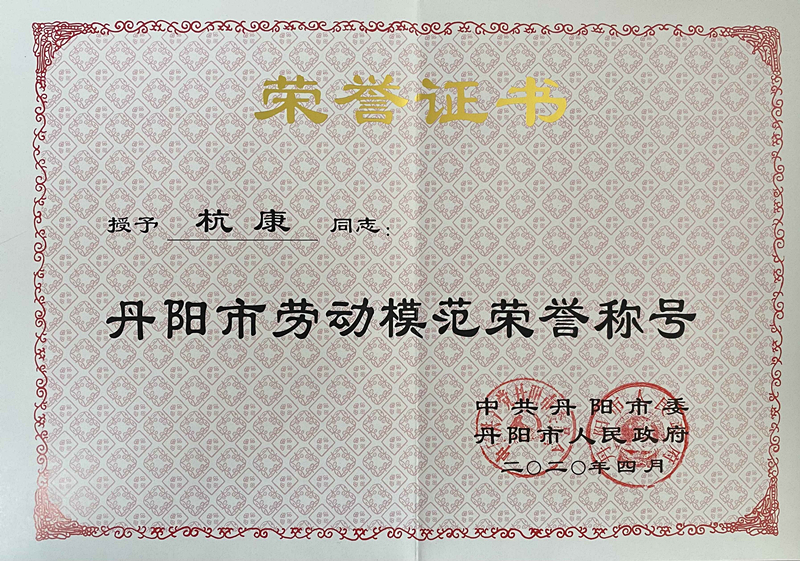 荣誉证书
授予 杭康 同志：
丹阳市劳动模范荣誉称号
中共丹阳市委
丹阳市人民政府
二〇二〇年四月